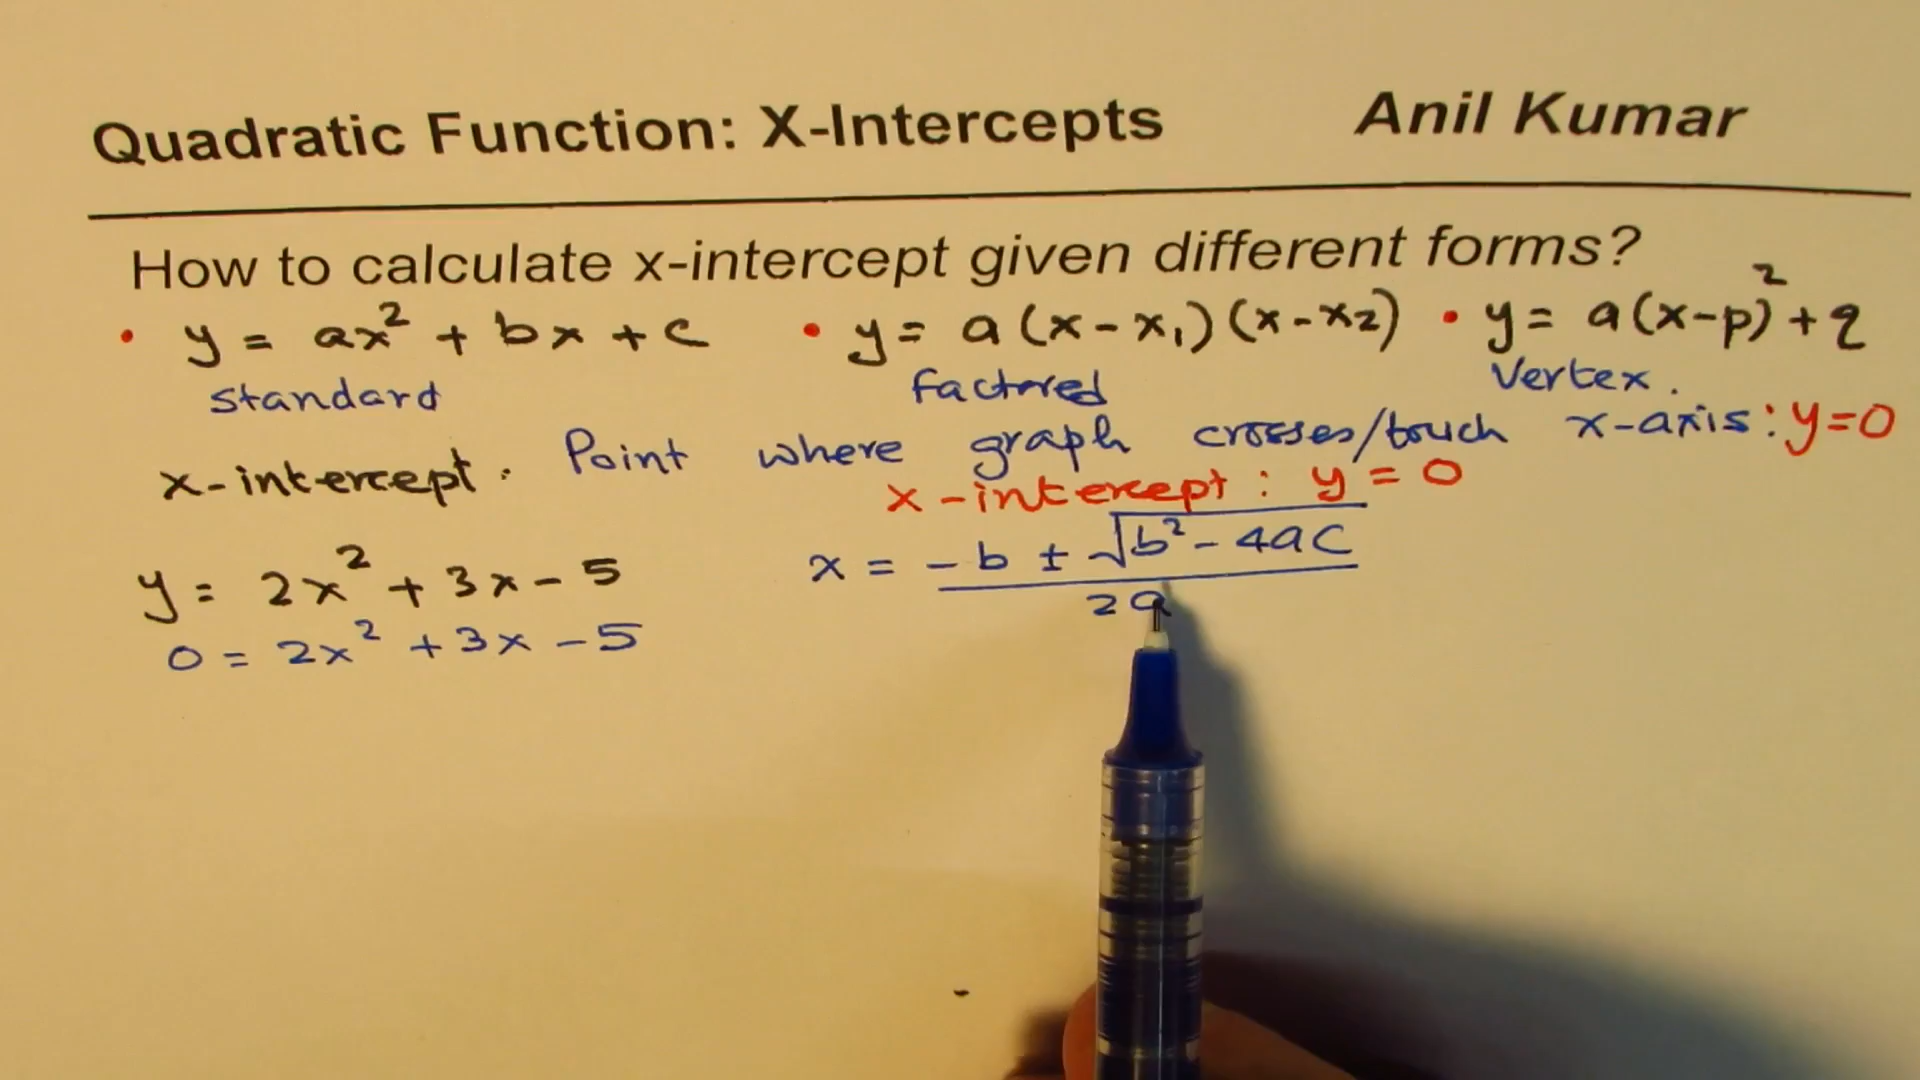 Quadratic Function: X-Intercepts Anil Kumar
How to calculate x-intercept given different forms?
• y = ax² + bx + c • y = a(x - x₁)(x - x₂) • y = a(x-p)² + q
standard factored vertex.
x-intercept. Point where graph crosses/touch x-axis: y=0
x-intercept: y = 0
y = 2x² + 3x - 5 x = -b ± √b² - 4ac
0 = 2x² + 3x - 5 2a